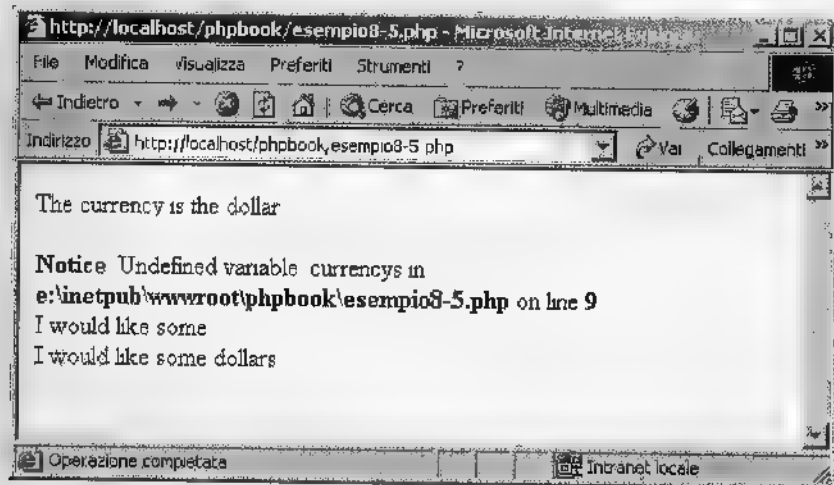 http://localhost/phpbook/esempio8-5.php - Microsoft Internet
File Modifica Visualizza Preferiti Strumenti ?
Indietro Cerca Preferiti Multimedia »
Indirizzo http://localhost/phpbook/esempio8-5.php Vai Collegamenti »
The currency is the dollar
Notice Undefined variable currencys in
e:\inetpub\wwwroot\phpbook\esempio8-5.php on line 9
I would like some
I would like some dollars
Operazione completata Intranet locale